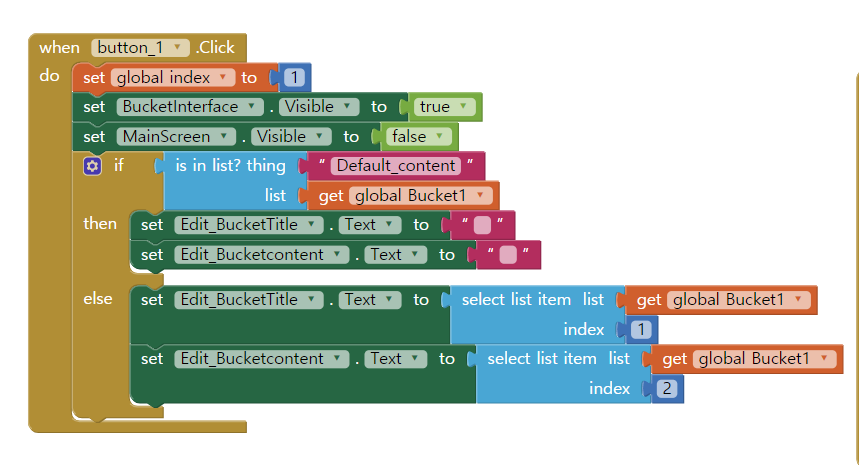 when button_1 .Click
do set global index to 1
set BucketInterface . Visible to true
set MainScreen . Visible to false
if is in list? thing " Default_content "
list get global Bucket1
then set Edit_BucketTitle . Text to " "
set Edit_Bucketcontent . Text to " "
else set Edit_BucketTitle . Text to select list item list get global Bucket1
index 1
set Edit_Bucketcontent . Text to select list item list get global Bucket1
index 2